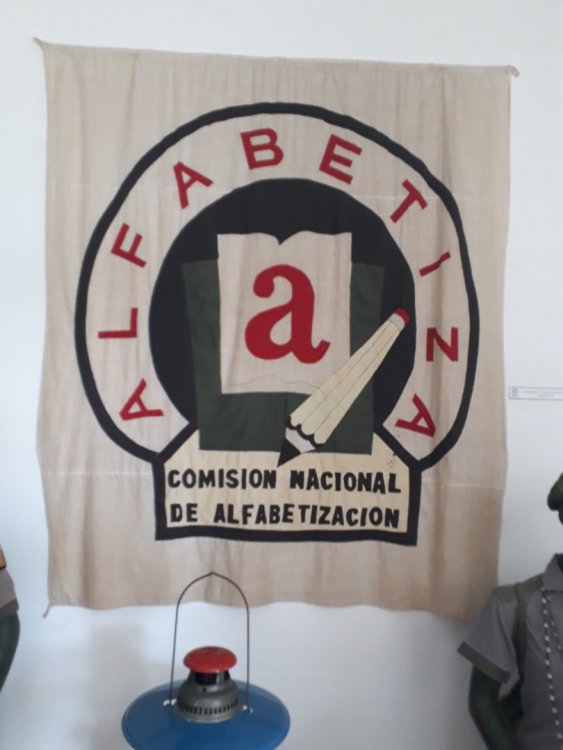 ALFABETIZA
a
COMISION NACIONAL
DE ALFABETIZACION